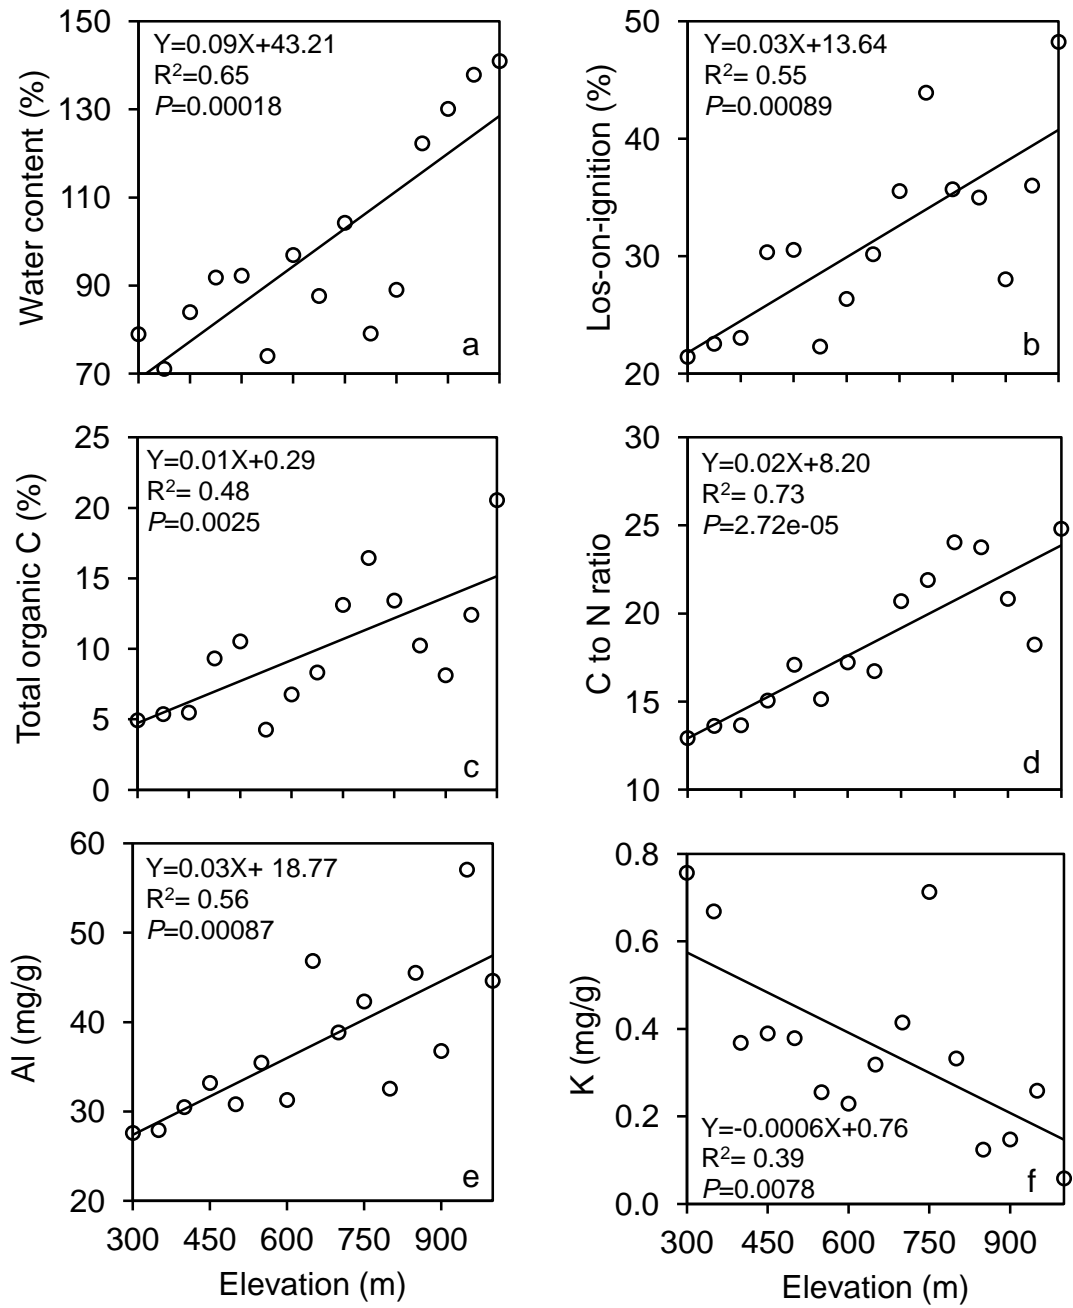 150
130
110
90
70
Water content (%)
Y=0.09X+43.21
R²=0.65
P=0.00018
a
50
40
30
20
Los-on-ignition (%)
Y=0.03X+13.64
R²= 0.55
P=0.00089
b
25
20
15
10
5
0
Total organic C (%)
Y=0.01X+0.29
R²= 0.48
P=0.0025
c
30
25
20
15
10
C to N ratio
Y=0.02X+8.20
R²= 0.73
P=2.72e-05
d
60
50
40
30
20
Al (mg/g)
Y=0.03X+ 18.77
R²= 0.56
P=0.00087
e
300 450 600 750 900
Elevation (m)
0.8
0.6
0.4
0.2
0.0
K (mg/g)
Y=-0.0006X+0.76
R²= 0.39
P=0.0078
f
300 450 600 750 900
Elevation (m)